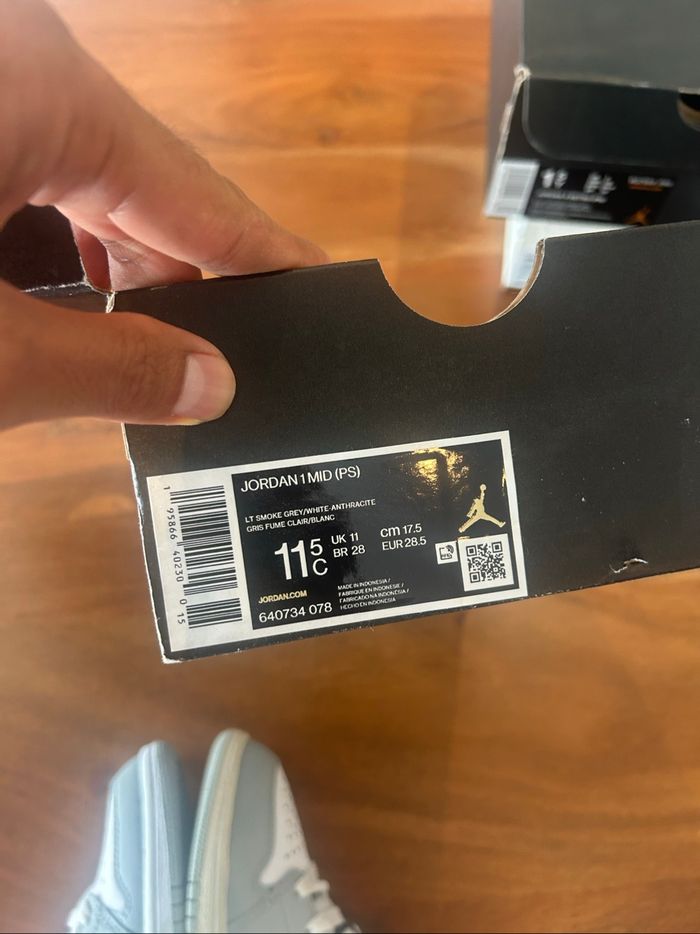 JORDAN 1 MID (PS)
LT SMOKE GREY/WHITE-ANTHRACITE
GRIS FUME CLAIR/BLANC
11 5 C
UK 11
BR 28
cm 17.5
EUR 28.5
JORDAN.COM
640734 078
MADE IN INDONESIA /
FABRIQUE EN INDONESIE /
FABRICADO NA INDONÉSIA /
HECHO EN INDONESIA
1 95866 40230 0 15